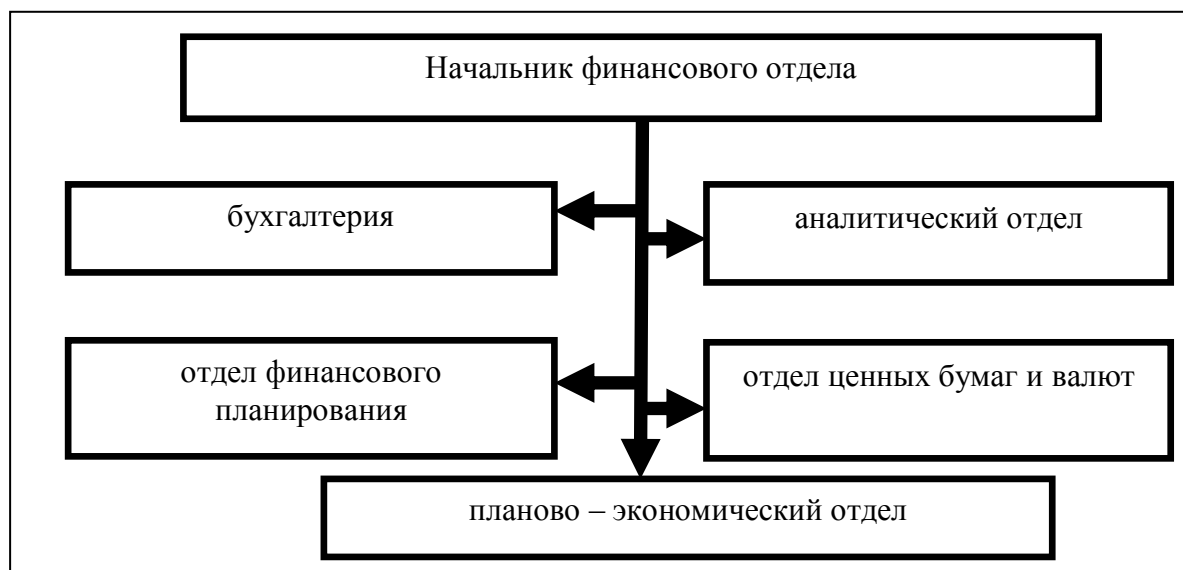 Начальник финансового отдела
бухгалтерия
аналитический отдел
отдел финансового
планирования
отдел ценных бумаг и валют
планово – экономический отдел